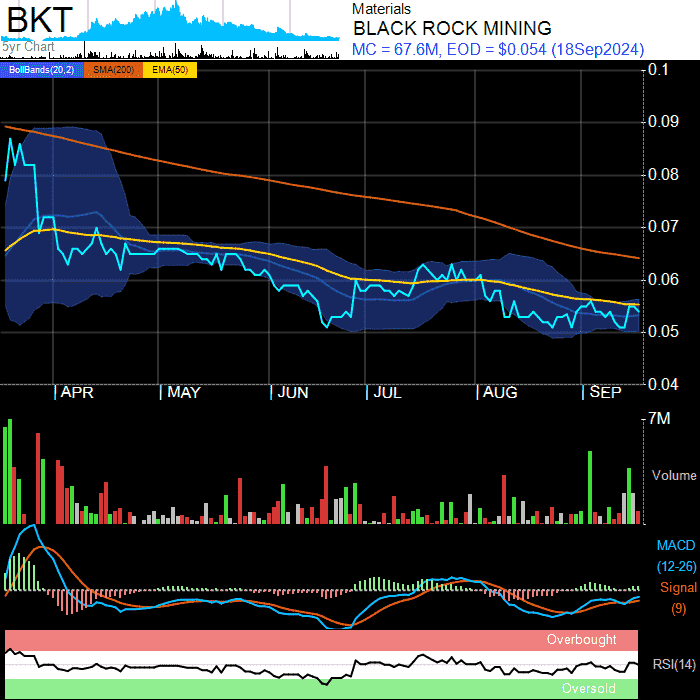 BKT
5yr Chart
Materials
BLACK ROCK MINING
MC = 67.6M, EOD = $0.054 (18Sep2024)
BollBands(20,2) SMA(200) EMA(50)
0.1
0.09
0.08
0.07
0.06
0.05
0.04
APR MAY JUN JUL AUG SEP
7M
Volume
MACD
(12-26)
Signal
(9)
Overbought
RSI(14)
Oversold